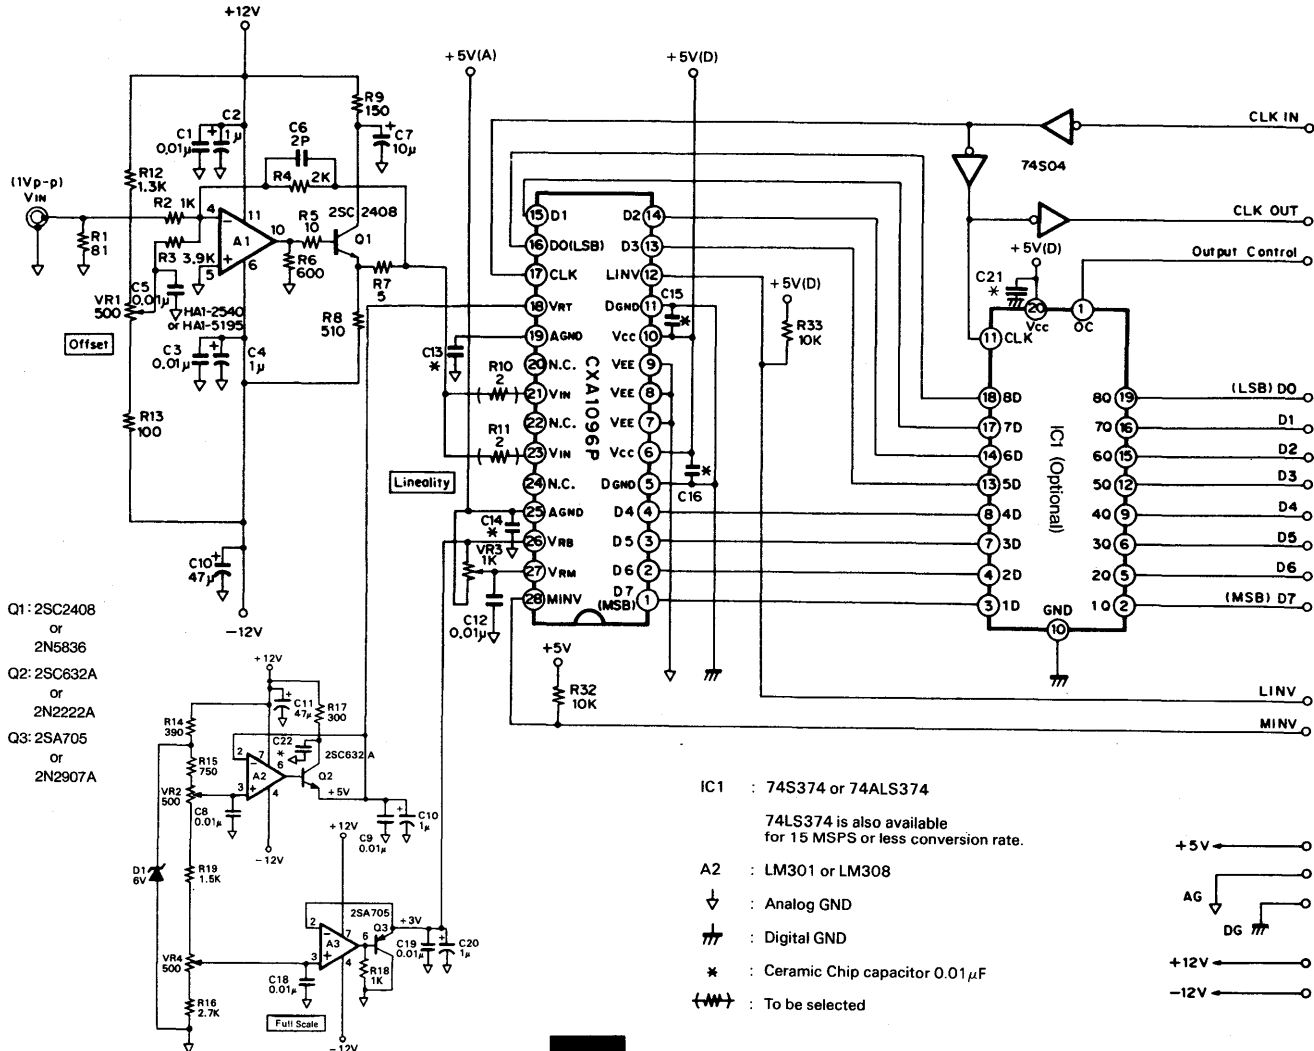 +12V
+5V(A)
+5V(D)
R9
150
C1
0.01μ
C2
1μ
C6
2P
C7
10μ
R4
2K
R12
1.3K
(1Vp-p)
VIN
R2 1K
R1
81
R3
3.9K
4
5
11
10
6
A1
R5
10
R6
600
2SC 2408
Q1
R7
5
R8
510
C5
0.01μ
VR1
500
HA1-2540
or HA1-5195
Offset
C3
0.01μ
C4
1μ
R13
100
C10
47μ
-12V
CLK IN
74S04
CLK OUT
Output Control
+5V(D)
C21
*
15 D1
16 D0(LSB)
17 CLK
18 VRT
19 AGND
20 N.C.
21 VIN
22 N.C.
23 VIN
24 N.C.
25 AGND
26 VRB
27 VRM
28 MINV
CXA1096P
D2 14
D3 13
LINV 12
DGND 11
Vcc 10
VEE 9
VEE 8
VEE 7
Vcc 6
DGND 5
D4 4
D5 3
D6 2
D7
(MSB) 1
C15
*
C16
*
+5V(D)
R33
10K
C13
*
R10
2
R11
2
Lineality
C14
*
VR3
1K
C12
0.01μ
+5V
R32
10K
20
Vcc
1
OC
11 CLK
18 8D
17 7D
14 6D
13 5D
8 4D
7 3D
4 2D
3 1D
IC1 (Optional)
8Q 19
7Q 16
6Q 15
5Q 12
4Q 9
3Q 6
2Q 5
1Q 2
GND
10
(LSB) D0
D1
D2
D3
D4
D5
D6
(MSB) D7
LINV
MINV
Q1: 2SC2408
or
2N5836
Q2: 2SC632A
or
2N2222A
Q3: 2SA705
or
2N2907A
+12V
C11
47μ
R17
300
R14
390
R15
750
VR2
500
C22
*
2SC632A
2
3
7
6
4
A2
Q2
+5V
C8
0.01μ
-12V
C9
0.01μ
C10
1μ
D1
6V
R19
1.5K
+12V
VR4
500
R16
2.7K
C18
0.01μ
Full Scale
2
3
7
6
4
A3
2SA705
Q3
R18
1K
+3V
C19
0.01μ
C20
1μ
-12V
IC1 : 74S374 or 74ALS374
74LS374 is also available
for 15 MSPS or less conversion rate.
A2 : LM301 or LM308
: Analog GND
: Digital GND
* : Ceramic Chip capacitor 0.01μF
: To be selected
+5V
AG
DG
+12V
-12V